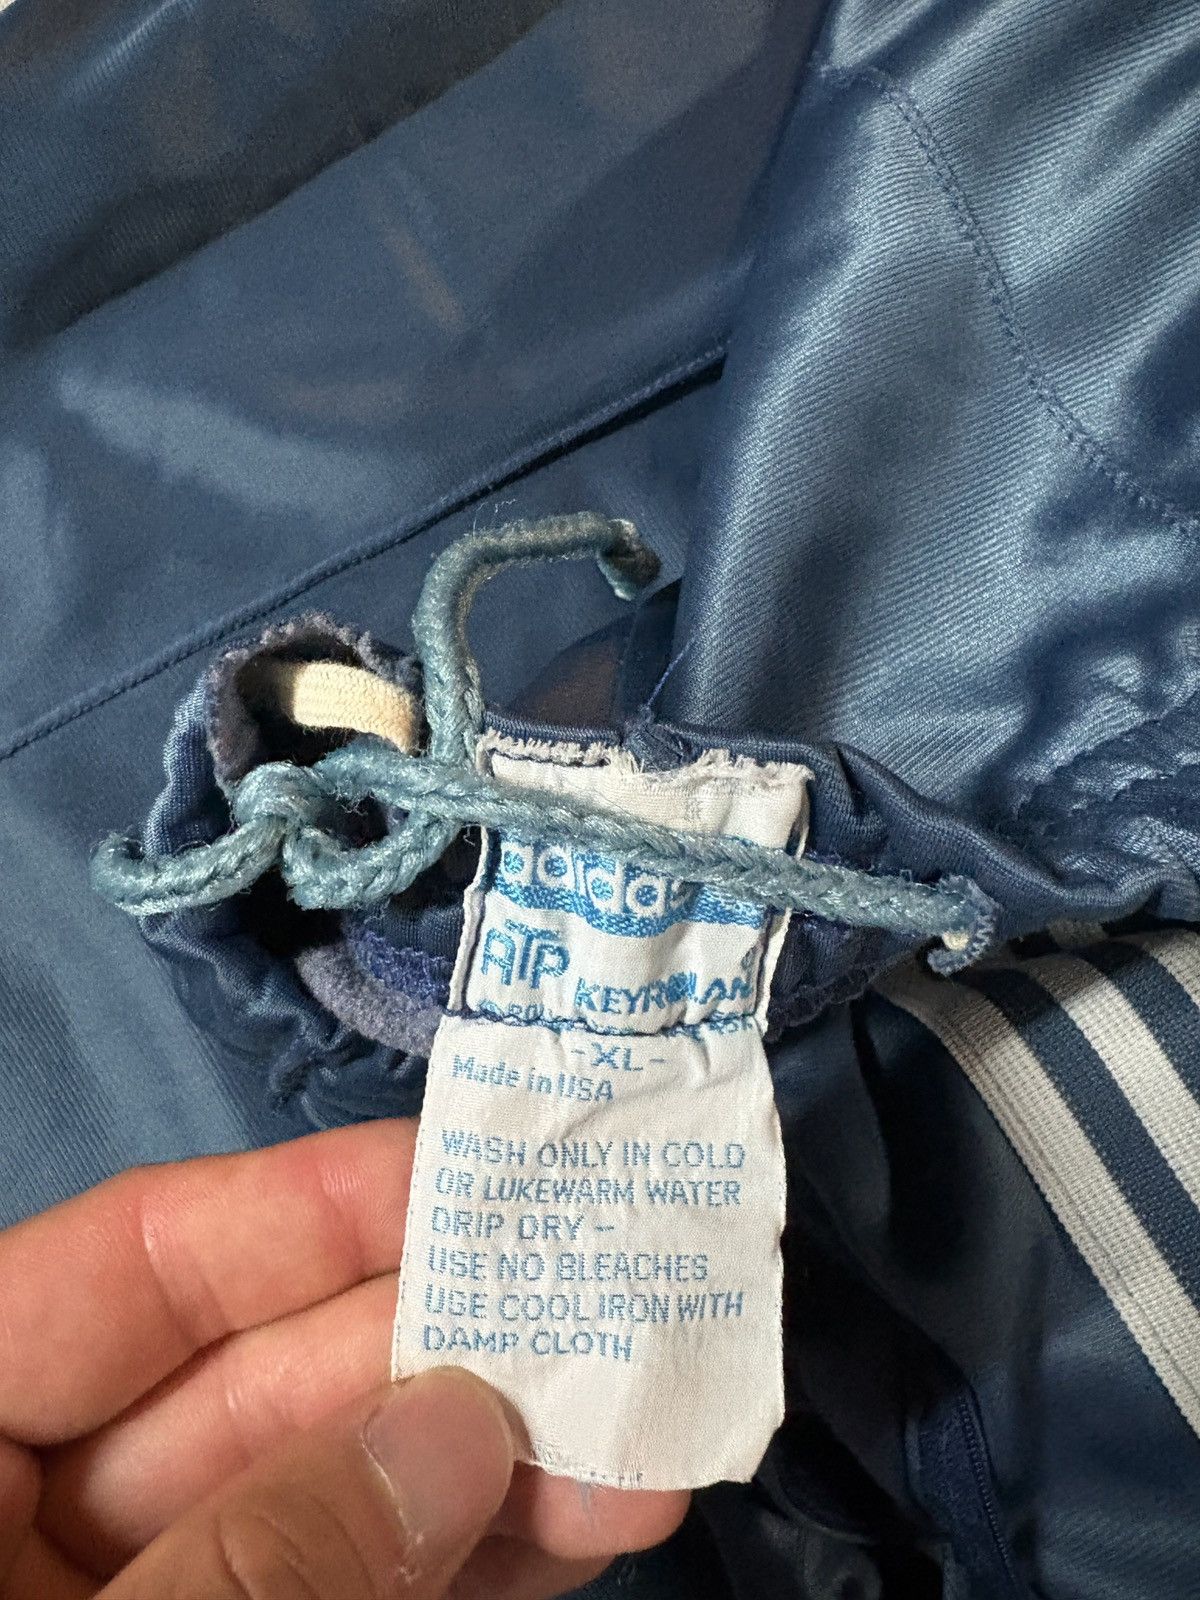 adidas
ATP KEYROLAN
-XL-
Made in USA
WASH ONLY IN COLD
OR LUKEWARM WATER
DRIP DRY -
USE NO BLEACHES
USE COOL IRON WITH
DAMP CLOTH